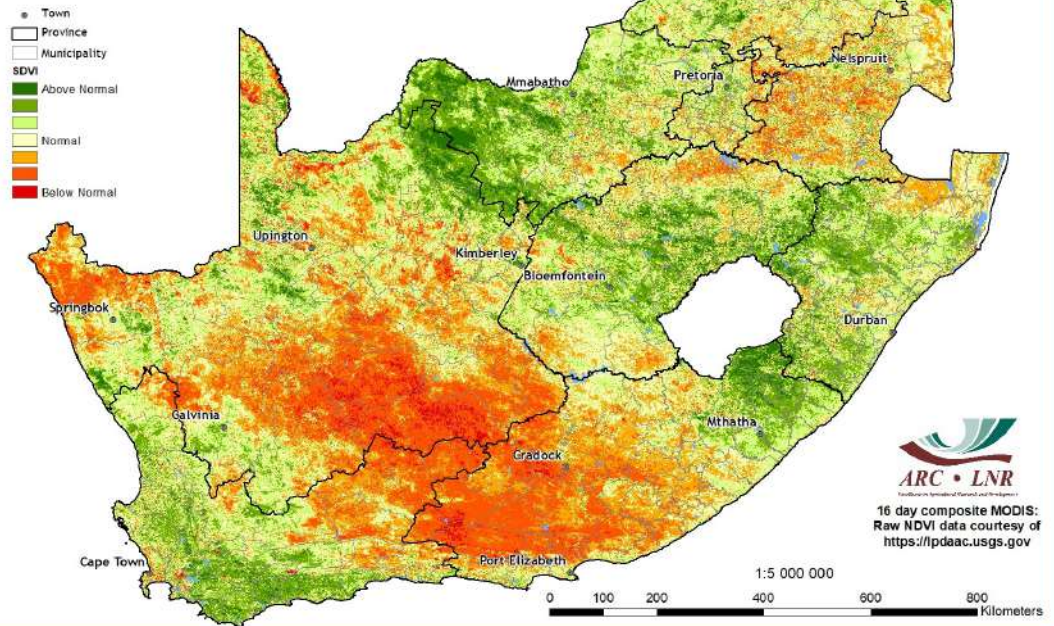 Town
Province
Municipality
SDVI
Above Normal
Normal
Below Normal
Mmabatho
Pretoria
Nelspruit
Upington
Kimberley
Bloemfontein
Springbok
Durban
Calvinia
Mthatha
Cradock
Cape Town
Port Elizabeth
ARC • LNR
16 day composite MODIS:
Raw NDVI data courtesy of
https://lpdaac.usgs.gov
1:5 000 000
0 100 200 400 600 800
Kilometers